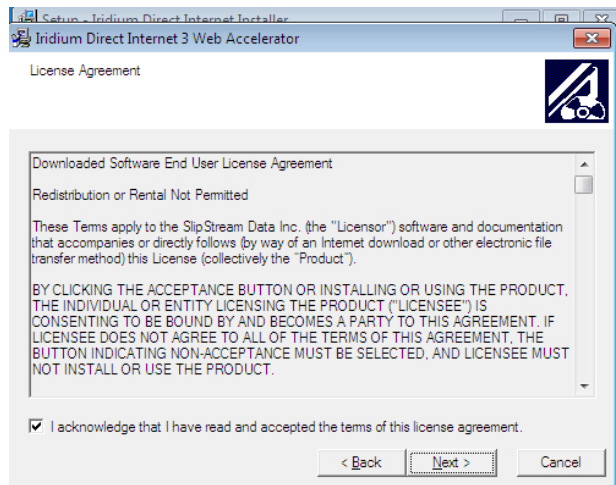 Setup - Iridium Direct Internet Installer
Iridium Direct Internet 3 Web Accelerator
License Agreement
Downloaded Software End User License Agreement
Redistribution or Rental Not Permitted
These Terms apply to the SlipStream Data Inc. (the "Licensor") software and documentation
that accompanies or directly follows (by way of an Internet download or other electronic file
transfer method) this License (collectively the "Product").
BY CLICKING THE ACCEPTANCE BUTTON OR INSTALLING OR USING THE PRODUCT,
THE INDIVIDUAL OR ENTITY LICENSING THE PRODUCT ("LICENSEE") IS
CONSENTING TO BE BOUND BY AND BECOMES A PARTY TO THIS AGREEMENT. IF
LICENSEE DOES NOT AGREE TO ALL OF THE TERMS OF THIS AGREEMENT, THE
BUTTON INDICATING NON-ACCEPTANCE MUST BE SELECTED, AND LICENSEE MUST
NOT INSTALL OR USE THE PRODUCT.
I acknowledge that I have read and accepted the terms of this license agreement.
< Back Next > Cancel